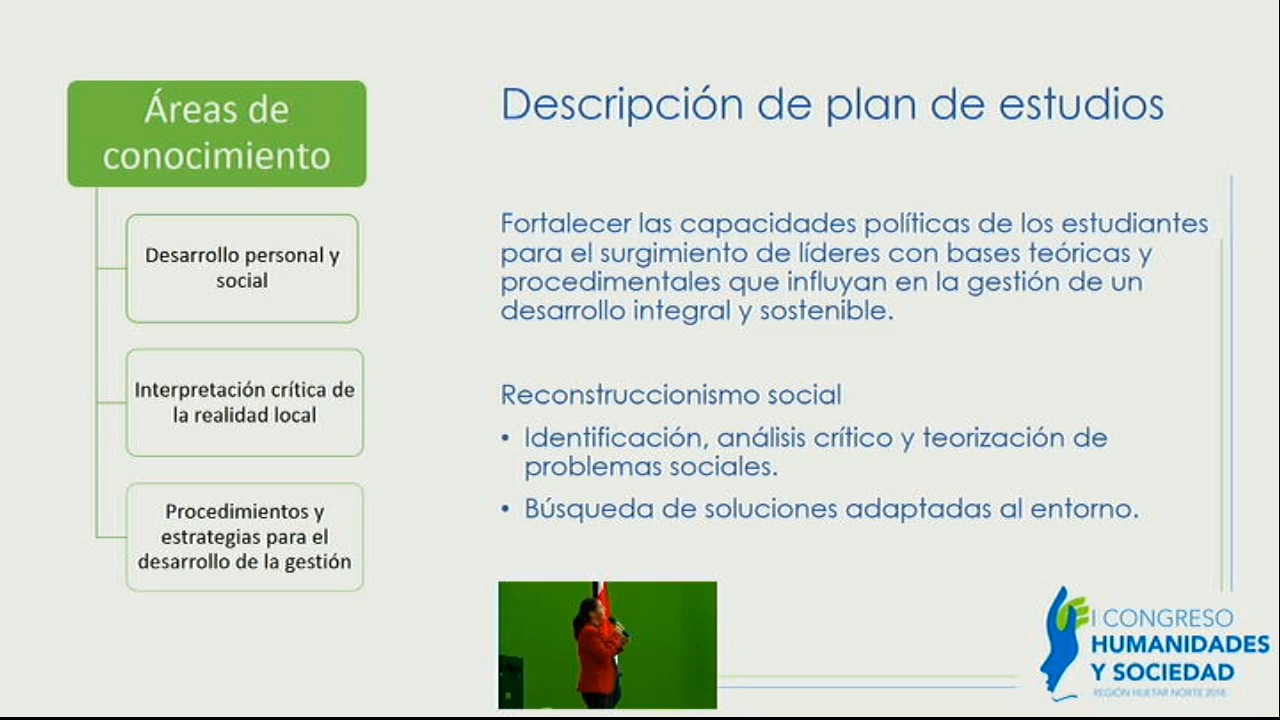 Áreas de
conocimiento
Desarrollo personal y
social
Interpretación crítica de
la realidad local
Procedimientos y
estrategias para el
desarrollo de la gestión
Descripción de plan de estudios
Fortalecer las capacidades políticas de los estudiantes
para el surgimiento de líderes con bases teóricas y
procedimentales que influyan en la gestión de un
desarrollo integral y sostenible.
Reconstruccionismo social
• Identificación, análisis crítico y teorización de
problemas sociales.
• Búsqueda de soluciones adaptadas al entorno.
I CONGRESO
HUMANIDADES
Y SOCIEDAD
REGIÓN HUETAR NORTE 2018